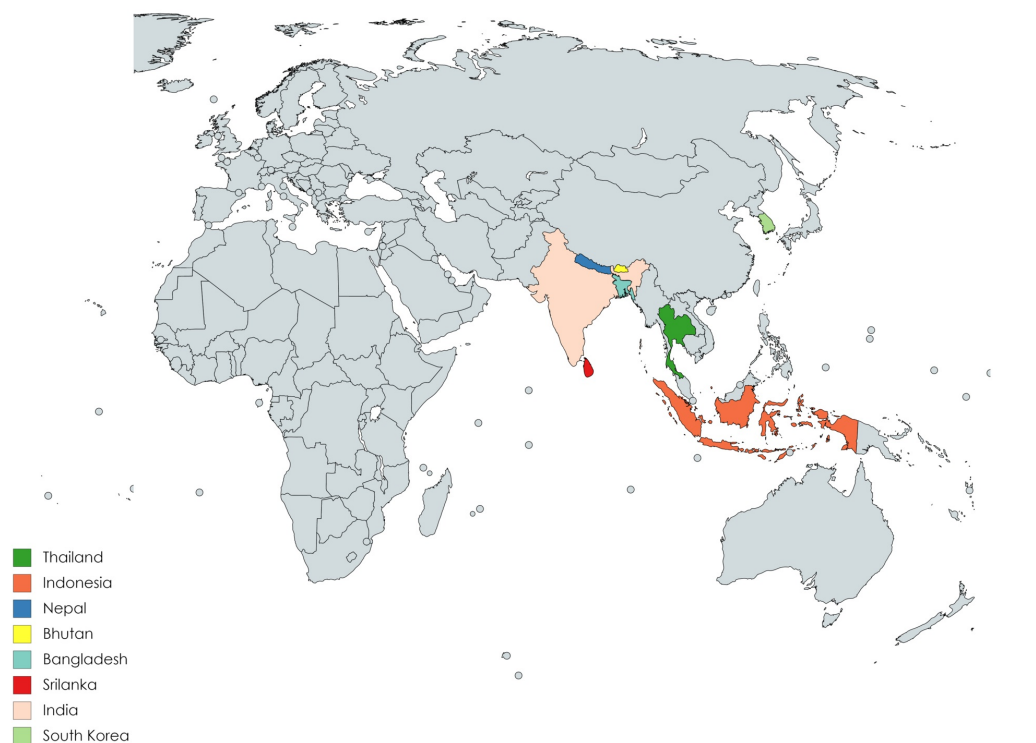 Thailand
Indonesia
Nepal
Bhutan
Bangladesh
Srilanka
India
South Korea